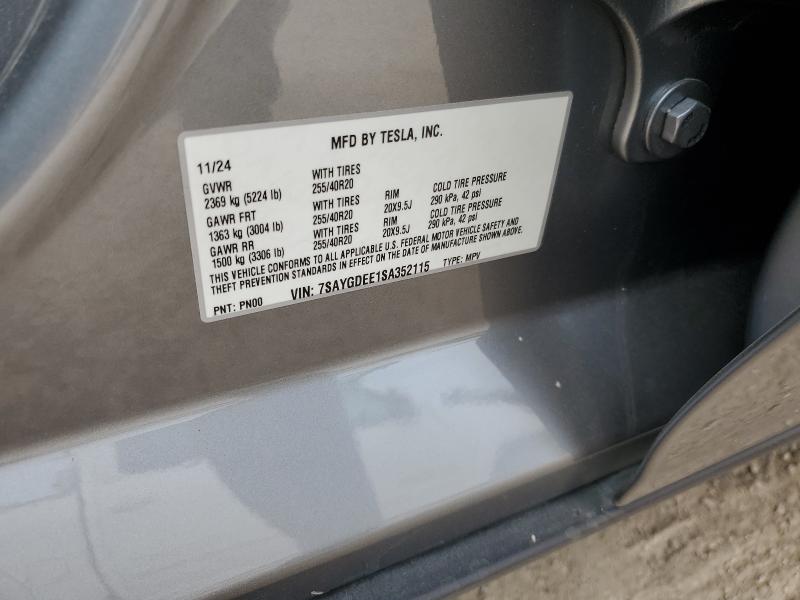 MFD BY TESLA, INC.
11/24
GVWR WITH TIRES
2369 kg (5224 lb) 255/40R20
GAWR FRT WITH TIRES RIM COLD TIRE PRESSURE
1363 kg (3004 lb) 255/40R20 20X9.5J 290 kPa, 42 psi
GAWR RR WITH TIRES RIM COLD TIRE PRESSURE
1500 kg (3306 lb) 255/40R20 20X9.5J 290 kPa, 42 psi
THIS VEHICLE CONFORMS TO ALL APPLICABLE U.S. FEDERAL MOTOR VEHICLE SAFETY AND
THEFT PREVENTION STANDARDS IN EFFECT ON THE DATE OF MANUFACTURE SHOWN ABOVE.
PNT: PN00 VIN: 7SAYGDEE1SA352115 TYPE: MPV